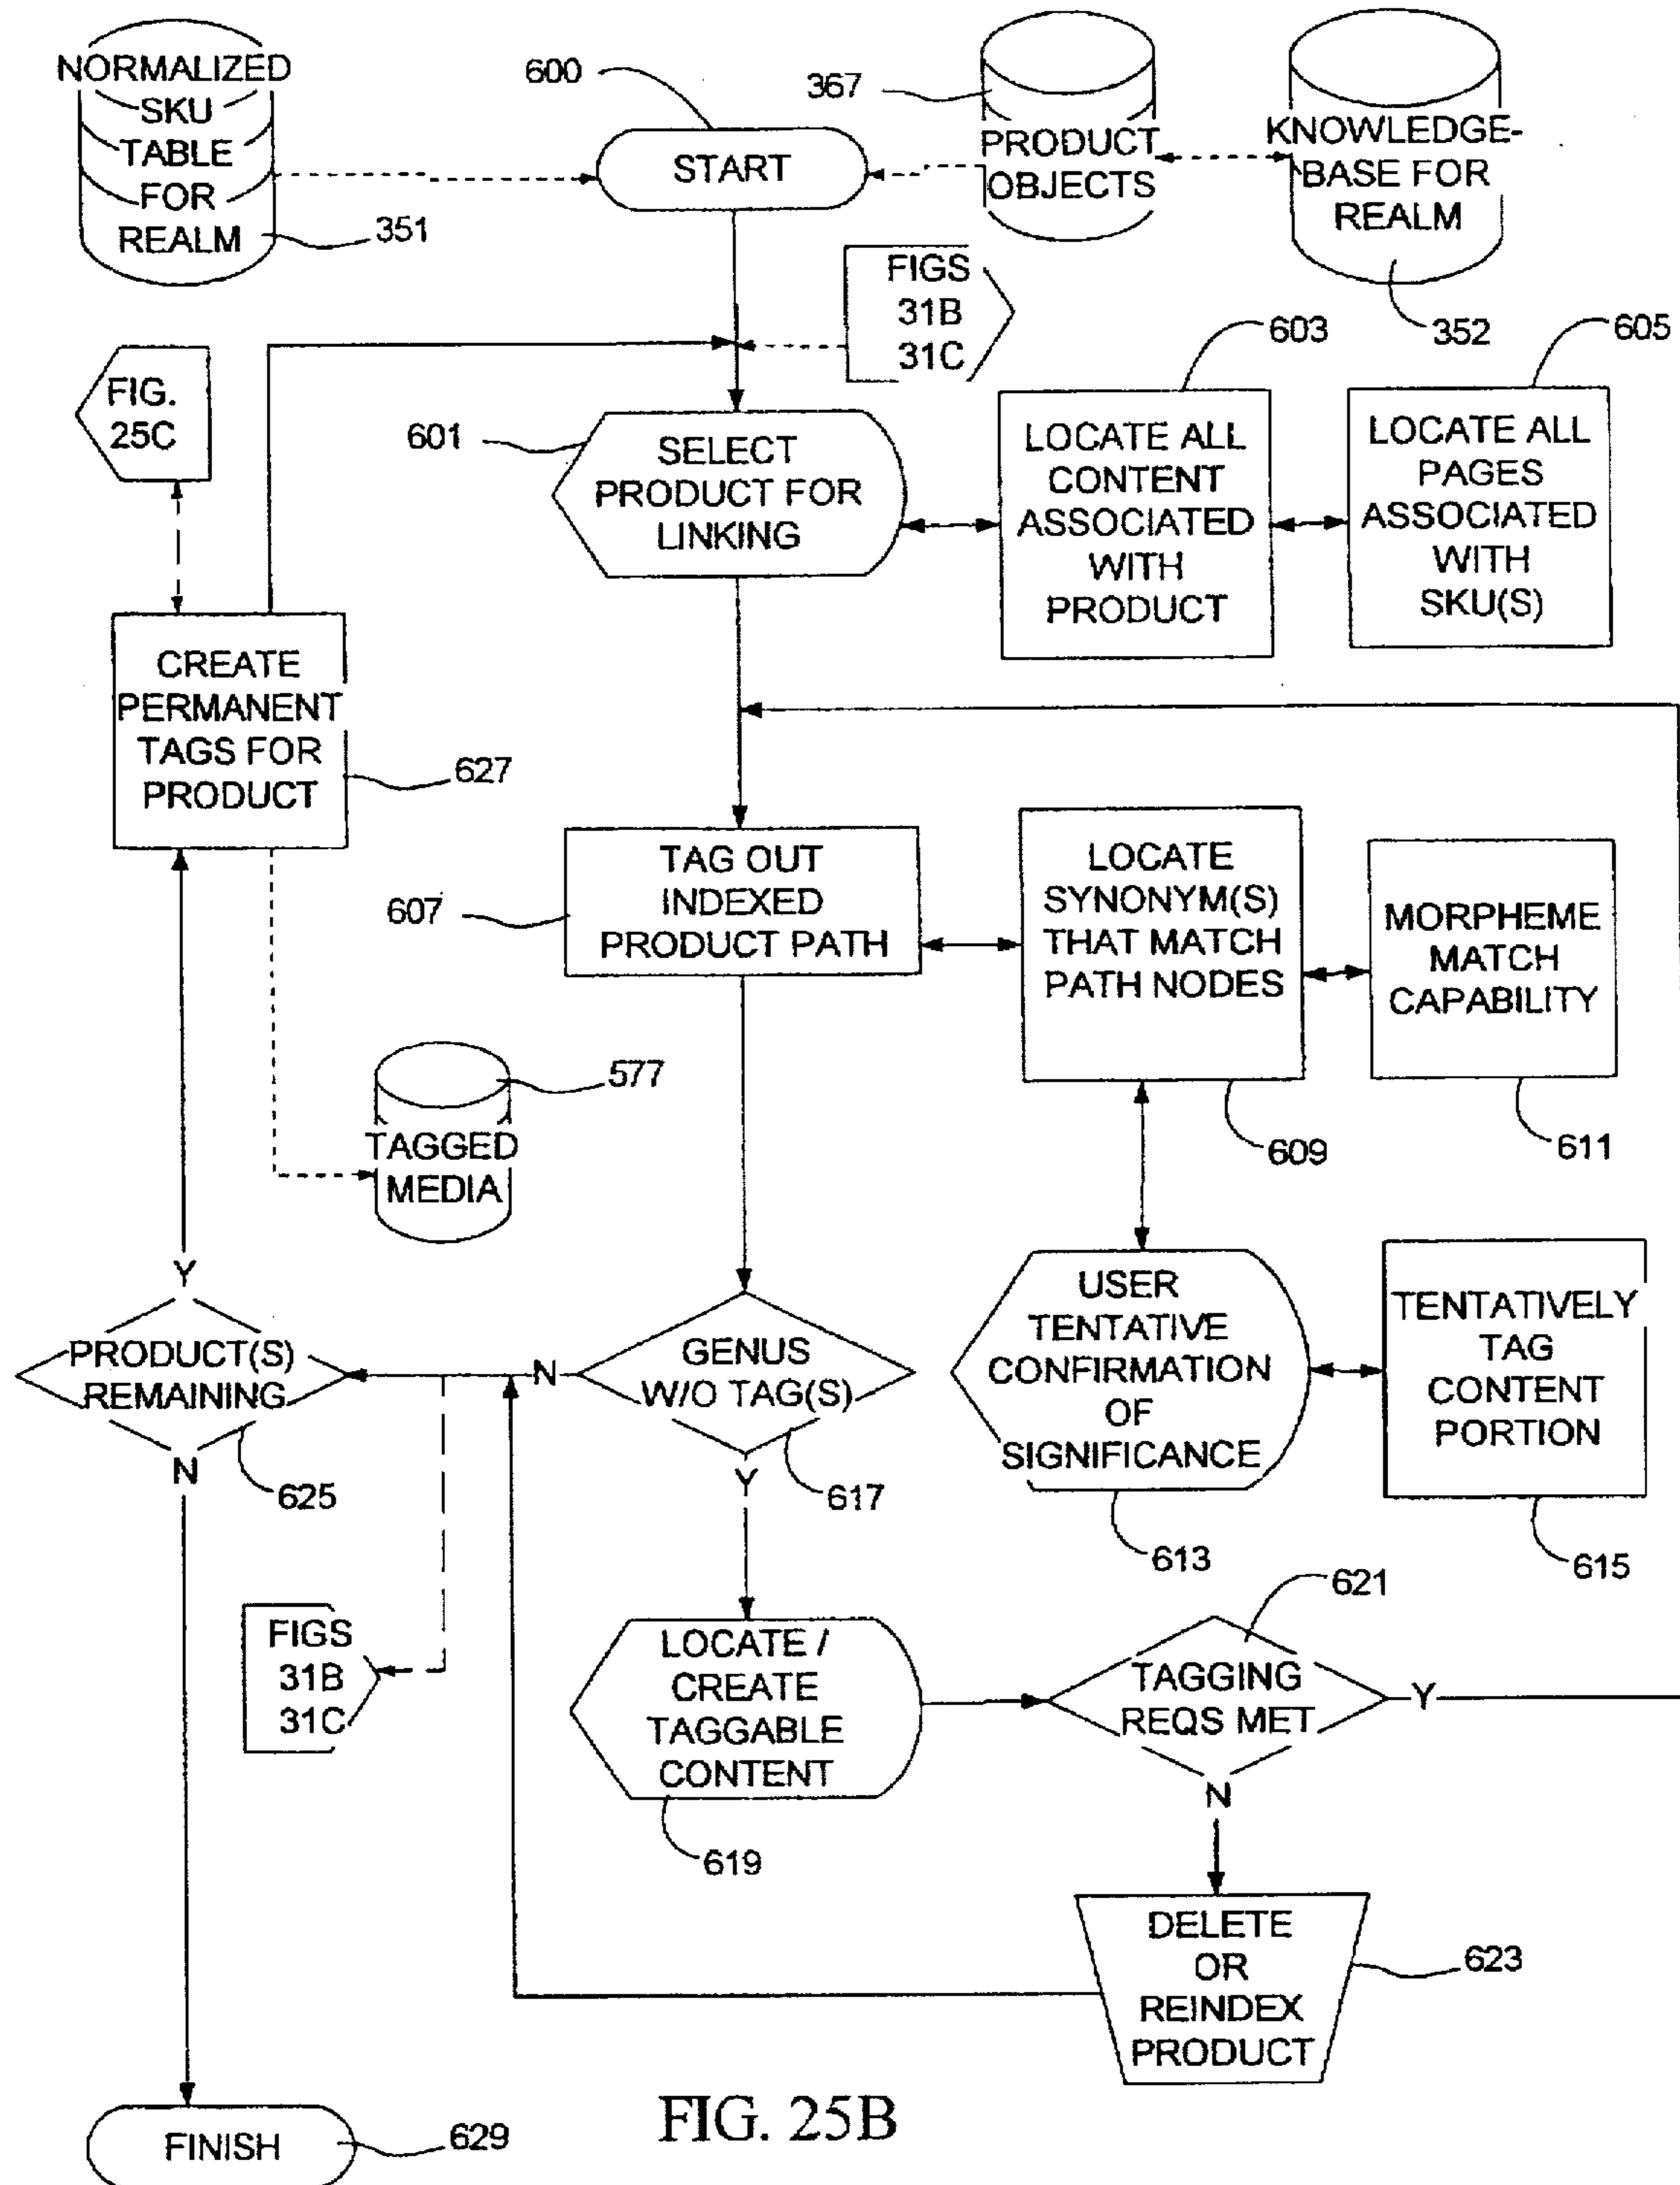 NORMALIZED
SKU
TABLE
FOR
REALM
351
600
START
367
PRODUCT
OBJECTS
KNOWLEDGE-
BASE FOR
REALM
352
FIGS
31B
31C
FIG.
25C
601
SELECT
PRODUCT FOR
LINKING
603
LOCATE ALL
CONTENT
ASSOCIATED
WITH
PRODUCT
605
LOCATE ALL
PAGES
ASSOCIATED
WITH
SKU(S)
CREATE
PERMANENT
TAGS FOR
PRODUCT
627
607
TAG OUT
INDEXED
PRODUCT PATH
LOCATE
SYNONYM(S)
THAT MATCH
PATH NODES
609
MORPHEME
MATCH
CAPABILITY
611
577
TAGGED
MEDIA
Y
PRODUCT(S)
REMAINING
N
625
N
GENUS
W/O TAG(S)
Y
617
USER
TENTATIVE
CONFIRMATION
OF
SIGNIFICANCE
613
TENTATIVELY
TAG
CONTENT
PORTION
615
FIGS
31B
31C
LOCATE /
CREATE
TAGGABLE
CONTENT
619
621
TAGGING
REQS MET
Y
N
DELETE
OR
REINDEX
PRODUCT
623
FINISH
629
FIG. 25B